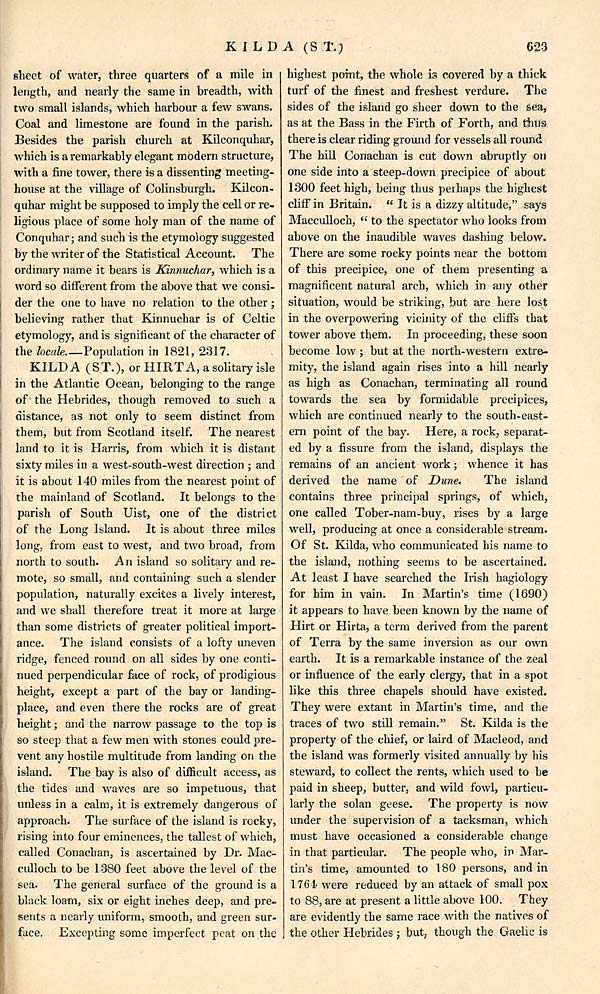 KILDA (ST.)
623
sheet of water, three quarters of a mile in
length, and nearly the same in breadth, with
two small islands, which harbour a few swans.
Coal and limestone are found in the parish.
Besides the parish church at Kilconquhar,
which is a remarkably elegant modern structure,
with a fine tower, there is a dissenting meeting-
house at the village of Colinsburgh. Kilcon-
quhar might be supposed to imply the cell or re-
ligious place of some holy man of the name of
Conquhar; and such is the etymology suggested
by the writer of the Statistical Account. The
ordinary name it bears is Kinnuchar, which is a
word so different from the above that we consi-
der the one to have no relation to the other;
believing rather that Kinnuchar is of Celtic
etymology, and is significant of the character of
the locale.—Population in 1821, 2317.
KILDA (ST.), or HIRTA, a solitary isle
in the Atlantic Ocean, belonging to the range
of the Hebrides, though removed to such a
distance, as not only to seem distinct from
them, but from Scotland itself. The nearest
land to it is Harris, from which it is distant
sixty miles in a west-south-west direction; and
it is about 140 miles from the nearest point of
the mainland of Scotland. It belongs to the
parish of South Uist, one of the district
of the Long Island. It is about three miles
long, from east to west, and two broad, from
north to south. An island so solitary and re-
mote, so small, and containing such a slender
population, naturally excites a lively interest,
and we shall therefore treat it more at large
than some districts of greater political import-
ance. The island consists of a lofty uneven
ridge, fenced round on all sides by one conti-
nued perpendicular face of rock, of prodigious
height, except a part of the bay or landing-
place, and even there the rocks are of great
height; and the narrow passage to the top is
so steep that a few men with stones could pre-
vent any hostile multitude from landing on the
island. The bay is also of difficult access, as
the tides and waves are so impetuous, that
unless in a calm, it is extremely dangerous of
approach. The surface of the island is rocky,
rising into four eminences, the tallest of which,
called Conachan, is ascertained by Dr. Mac-
culloch to be 1380 feet above the level of the
sea. The general surface of the ground is a
black loam, six or eight inches deep, and pre-
sents a nearly uniform, smooth, and green sur-
face. Excepting some imperfect peat on the
highest point, the whole is covered by a thick
turf of the finest and freshest verdure. The
sides of the island go sheer down to the sea,
as at the Bass in the Firth of Forth, and thus
there is clear riding ground for vessels all round
The hill Conachan is cut down abruptly on
one side into a steep-down precipice of about
1300 feet high, being thus perhaps the highest
cliff in Britain. "It is a dizzy altitude," says
Macculloch, "to the spectator who looks from
above on the inaudible waves dashing below.
There are some rocky points near the bottom
of this precipice, one of them presenting a
magnificent natural arch, which in any other
situation, would be striking, but are here lost
in the overpowering vicinity of the cliffs that
tower above them. In proceeding, these soon
become low; but at the north-western extre-
mity, the island again rises into a hill nearly
as high as Conachan, terminating all round
towards the sea by formidable precipices,
which are continued nearly to the south-east-
ern point of the bay. Here, a rock, separat-
ed by a fissure from the island, displays the
remains of an ancient work; whence it has
derived the name of Dune. The island
contains three principal springs, of which,
one called Tober-nam-buy, rises by a large
well, producing at once a considerable stream.
Of St. Kilda, who communicated his name to
the island, nothing seems to be ascertained.
At least I have searched the Irish hagiology
for him in vain. In Martin's time (1690)
it appears to have been known by the name of
Hirt or Hirta, a term derived from the parent
of Terra by the same inversion as our own
earth. It is a remarkable instance of the zeal
or influence of the early clergy, that in a spot
like this three chapels should have existed.
They were extant in Martin's time, and the
traces of two still remain." St. Kilda is the
property of the chief, or laird of Macleod, and
the island was formerly visited annually by his
steward, to collect the rents, which used to be
paid in sheep, butter, and wild fowl, particu-
larly the solan geese. The property is now
under the supervision of a tacksman, which
must have occasioned a considerable change
in that particular. The people who, in Mar-
tin's time, amounted to 180 persons, and in
1764 were reduced by an attack of small pox
to 88, are at present a little above 100. They
are evidently the same race with the natives of
the other Hebrides; but, though the Gaelic is